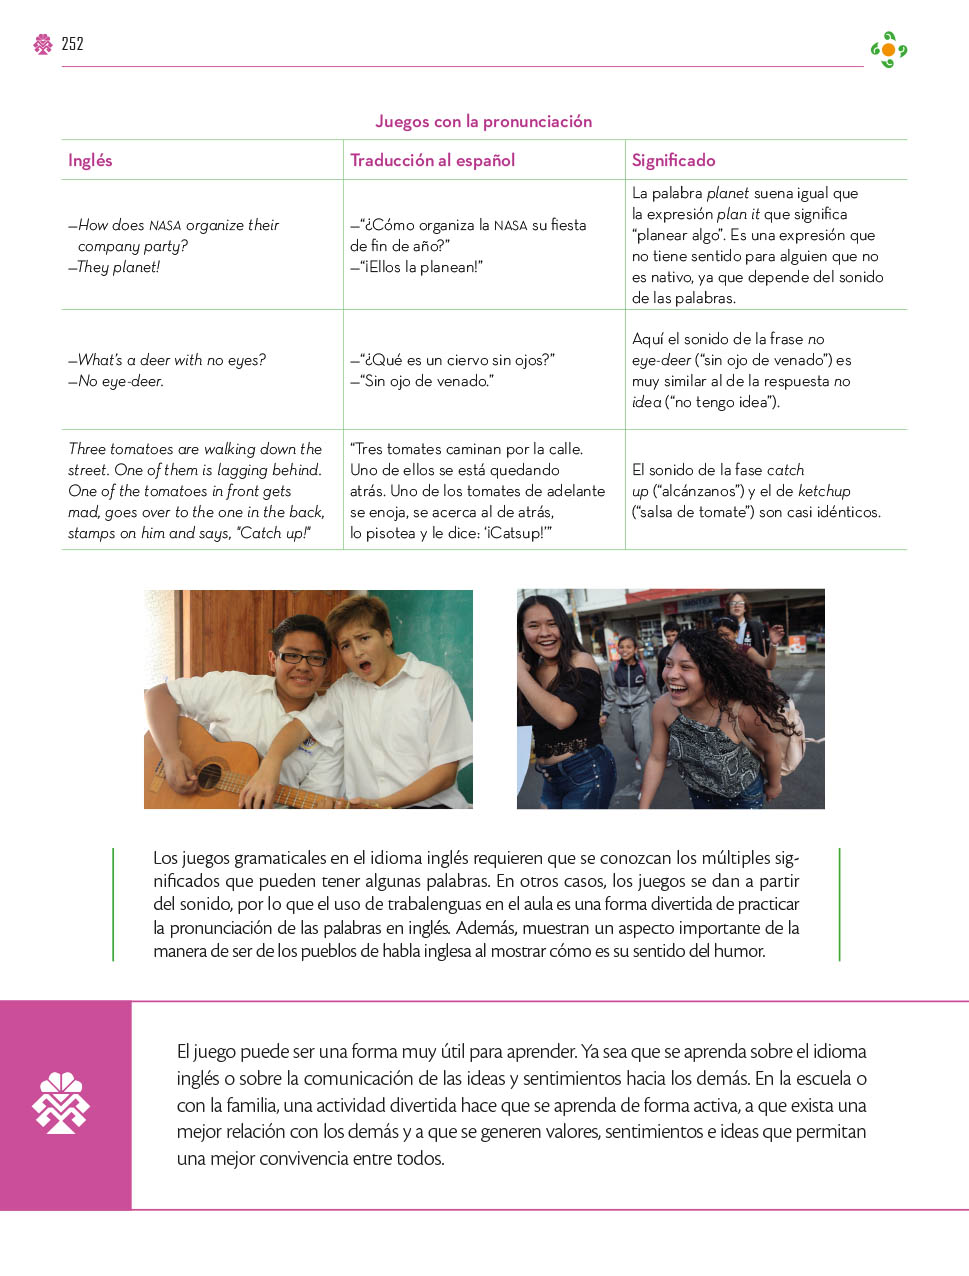 252
Juegos con la pronunciación
Inglés
Traducción al español
Significado
—How does NASA organize their
company party?
—They planet!
—“¿Cómo organiza la NASA su fiesta
de fin de año?”
—“¡Ellos la planean!”
La palabra planet suena igual que
la expresión plan it que significa
“planear algo”. Es una expresión que
no tiene sentido para alguien que no
es nativo, ya que depende del sonido
de las palabras.
—What’s a deer with no eyes?
—No eye-deer.
—“¿Qué es un ciervo sin ojos?”
—“Sin ojo de venado.”
Aquí el sonido de la frase no
eye-deer (“sin ojo de venado”) es
muy similar al de la respuesta no
idea (“no tengo idea”).
Three tomatoes are walking down the
street. One of them is lagging behind.
One of the tomatoes in front gets
mad, goes over to the one in the back,
stamps on him and says, "Catch up!"
“Tres tomates caminan por la calle.
Uno de ellos se está quedando
atrás. Uno de los tomates de adelante
se enoja, se acerca al de atrás,
lo pisotea y le dice: ‘¡Catsup!’”
El sonido de la fase catch
up (“alcánzanos”) y el de ketchup
(“salsa de tomate”) son casi idénticos.
Los juegos gramaticales en el idioma inglés requieren que se conozcan los múltiples sig-
nificados que pueden tener algunas palabras. En otros casos, los juegos se dan a partir
del sonido, por lo que el uso de trabalenguas en el aula es una forma divertida de practicar
la pronunciación de las palabras en inglés. Además, muestran un aspecto importante de la
manera de ser de los pueblos de habla inglesa al mostrar cómo es su sentido del humor.
El juego puede ser una forma muy útil para aprender. Ya sea que se aprenda sobre el idioma
inglés o sobre la comunicación de las ideas y sentimientos hacia los demás. En la escuela o
con la familia, una actividad divertida hace que se aprenda de forma activa, a que exista una
mejor relación con los demás y a que se generen valores, sentimientos e ideas que permitan
una mejor convivencia entre todos.